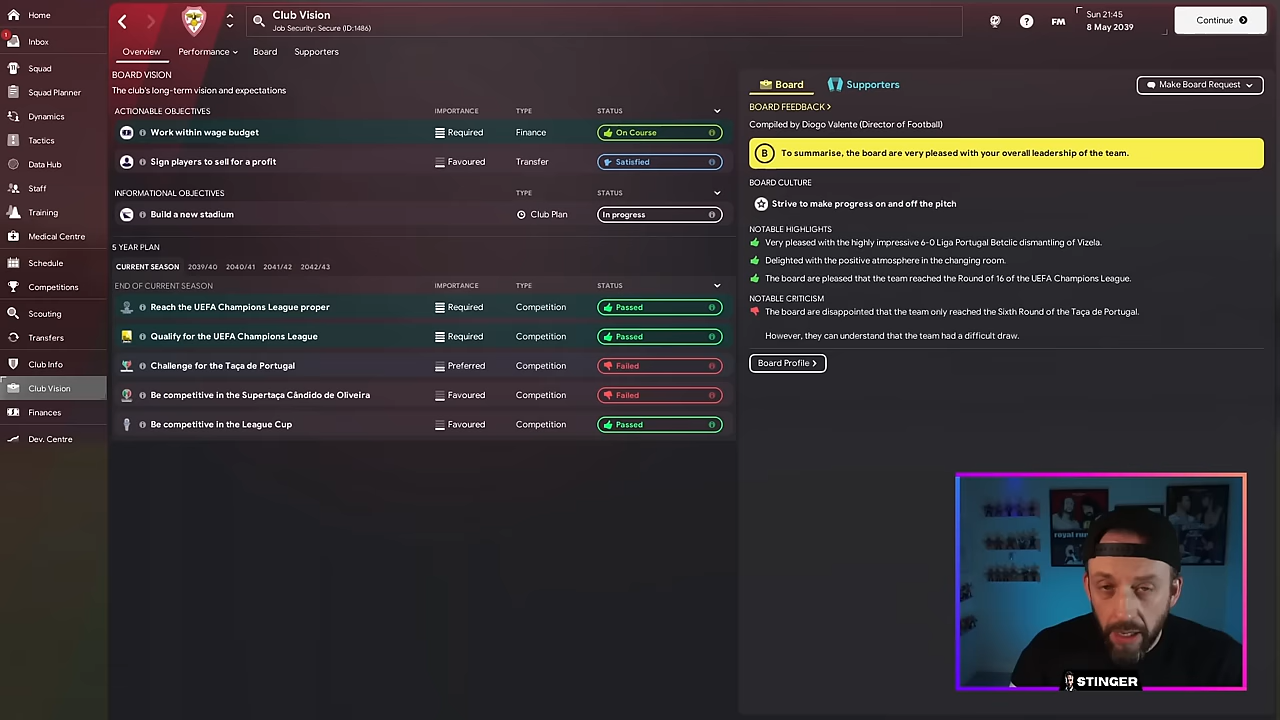 Home
1
Inbox
Squad
Squad Planner
Dynamics
Tactics
Data Hub
Staff
Training
Medical Centre
Schedule
Competitions
Scouting
Transfers
Club Info
Club Vision
Finances
Dev. Centre
Club Vision
Job Security: Secure (ID:1486)
FM
Sun 21:45
8 May 2039
Continue
Overview Performance Board Supporters
BOARD VISION
The club's long-term vision and expectations
ACTIONABLE OBJECTIVES IMPORTANCE TYPE STATUS
Work within wage budget Required Finance On Course
Sign players to sell for a profit Favoured Transfer Satisfied
INFORMATIONAL OBJECTIVES TYPE STATUS
Build a new stadium Club Plan In progress
5 YEAR PLAN
CURRENT SEASON 2039/40 2040/41 2041/42 2042/43
END OF CURRENT SEASON IMPORTANCE TYPE STATUS
Reach the UEFA Champions League proper Required Competition Passed
Qualify for the UEFA Champions League Required Competition Passed
Challenge for the Taça de Portugal Preferred Competition Failed
Be competitive in the Supertaça Cândido de Oliveira Favoured Competition Failed
Be competitive in the League Cup Favoured Competition Passed
Board Supporters Make Board Request
BOARD FEEDBACK >
Compiled by Diogo Valente (Director of Football)
B To summarise, the board are very pleased with your overall leadership of the team.
BOARD CULTURE
Strive to make progress on and off the pitch
NOTABLE HIGHLIGHTS
Very pleased with the highly impressive 6-0 Liga Portugal Betclic dismantling of Vizela.
Delighted with the positive atmosphere in the changing room.
The board are pleased that the team reached the Round of 16 of the UEFA Champions League.
NOTABLE CRITICISM
The board are disappointed that the team only reached the Sixth Round of the Taça de Portugal.
However, they can understand that the team had a difficult draw.
Board Profile >
STINGER